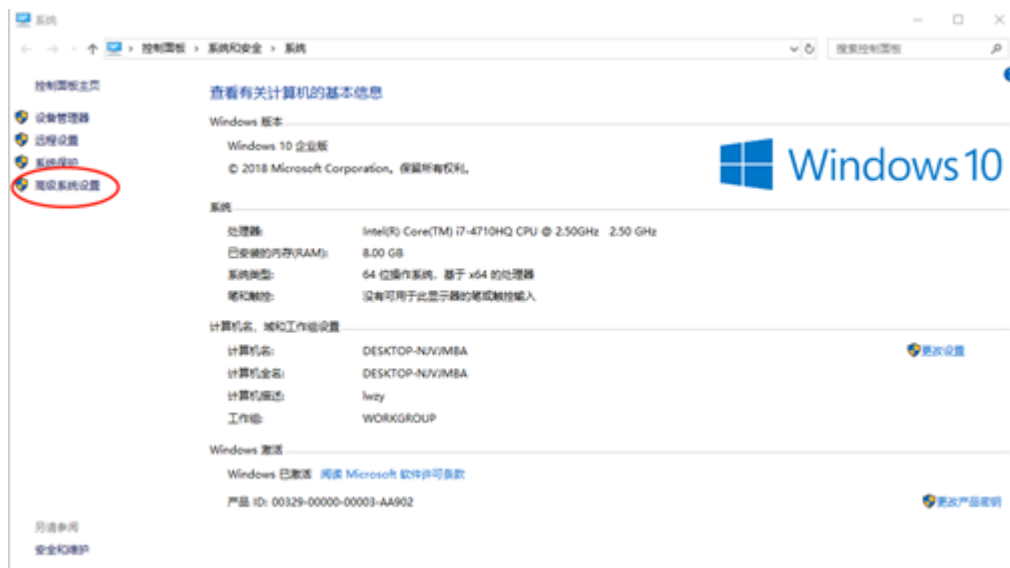 系统
控制面板 › 系统和安全 › 系统
搜索控制面板
控制面板主页
设备管理器
远程设置
系统保护
高级系统设置
查看有关计算机的基本信息
Windows 版本
Windows 10 企业版
© 2018 Microsoft Corporation。保留所有权利。
Windows 10
系统
处理器: Intel(R) Core(TM) i7-4710HQ CPU @ 2.50GHz 2.50 GHz
已安装的内存(RAM): 8.00 GB
系统类型: 64 位操作系统，基于 x64 的处理器
笔和触控: 没有可用于此显示器的笔或触控输入
计算机名、域和工作组设置
计算机名: DESKTOP-NJVJMBA
更改设置
计算机全名: DESKTOP-NJVJMBA
计算机描述: lwzy
工作组: WORKGROUP
Windows 激活
Windows 已激活 阅读 Microsoft 软件许可条款
产品 ID: 00329-00000-00003-AA902
更改产品密钥
另请参阅
安全和维护